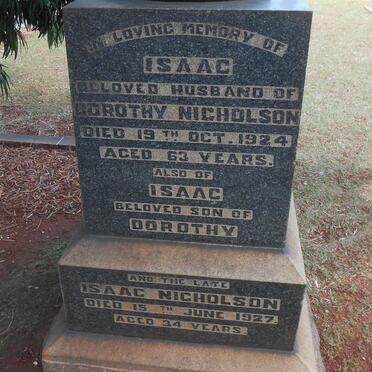 IN LOVING MEMORY OF
ISAAC
BELOVED HUSBAND OF
DOROTHY NICHOLSON
DIED 19TH OCT. 1924
AGED 63 YEARS.
ALSO OF
ISAAC
BELOVED SON OF
DOROTHY
AND THE LATE
ISAAC NICHOLSON
DIED 15TH JUNE 1927.
AGED 34 YEARS.